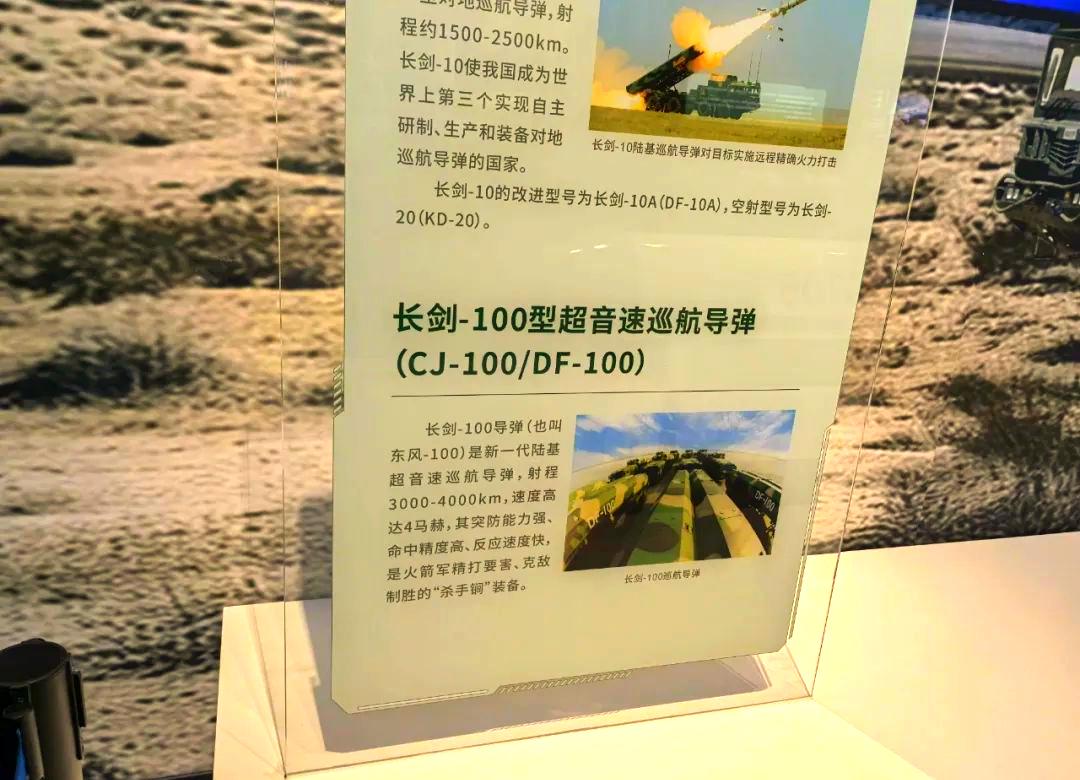 对地巡航导弹，射
程约1500-2500km。
长剑-10使我国成为世
界上第三个实现自主
研制、生产和装备对地
巡航导弹的国家。
长剑-10陆基巡航导弹对目标实施远程精确火力打击
长剑-10的改进型号为长剑-10A（DF-10A），空射型号为长剑-
20（KD-20）。
长剑-100型超音速巡航导弹
（CJ-100/DF-100）
长剑-100导弹（也叫
东风-100）是新一代陆基
超音速巡航导弹，射程
3000-4000km，速度高
达4马赫，其突防能力强、
命中精度高、反应速度快，
是火箭军精打要害、克敌
制胜的“杀手锏”装备。
DF-100
DF-100
长剑-100巡航导弹